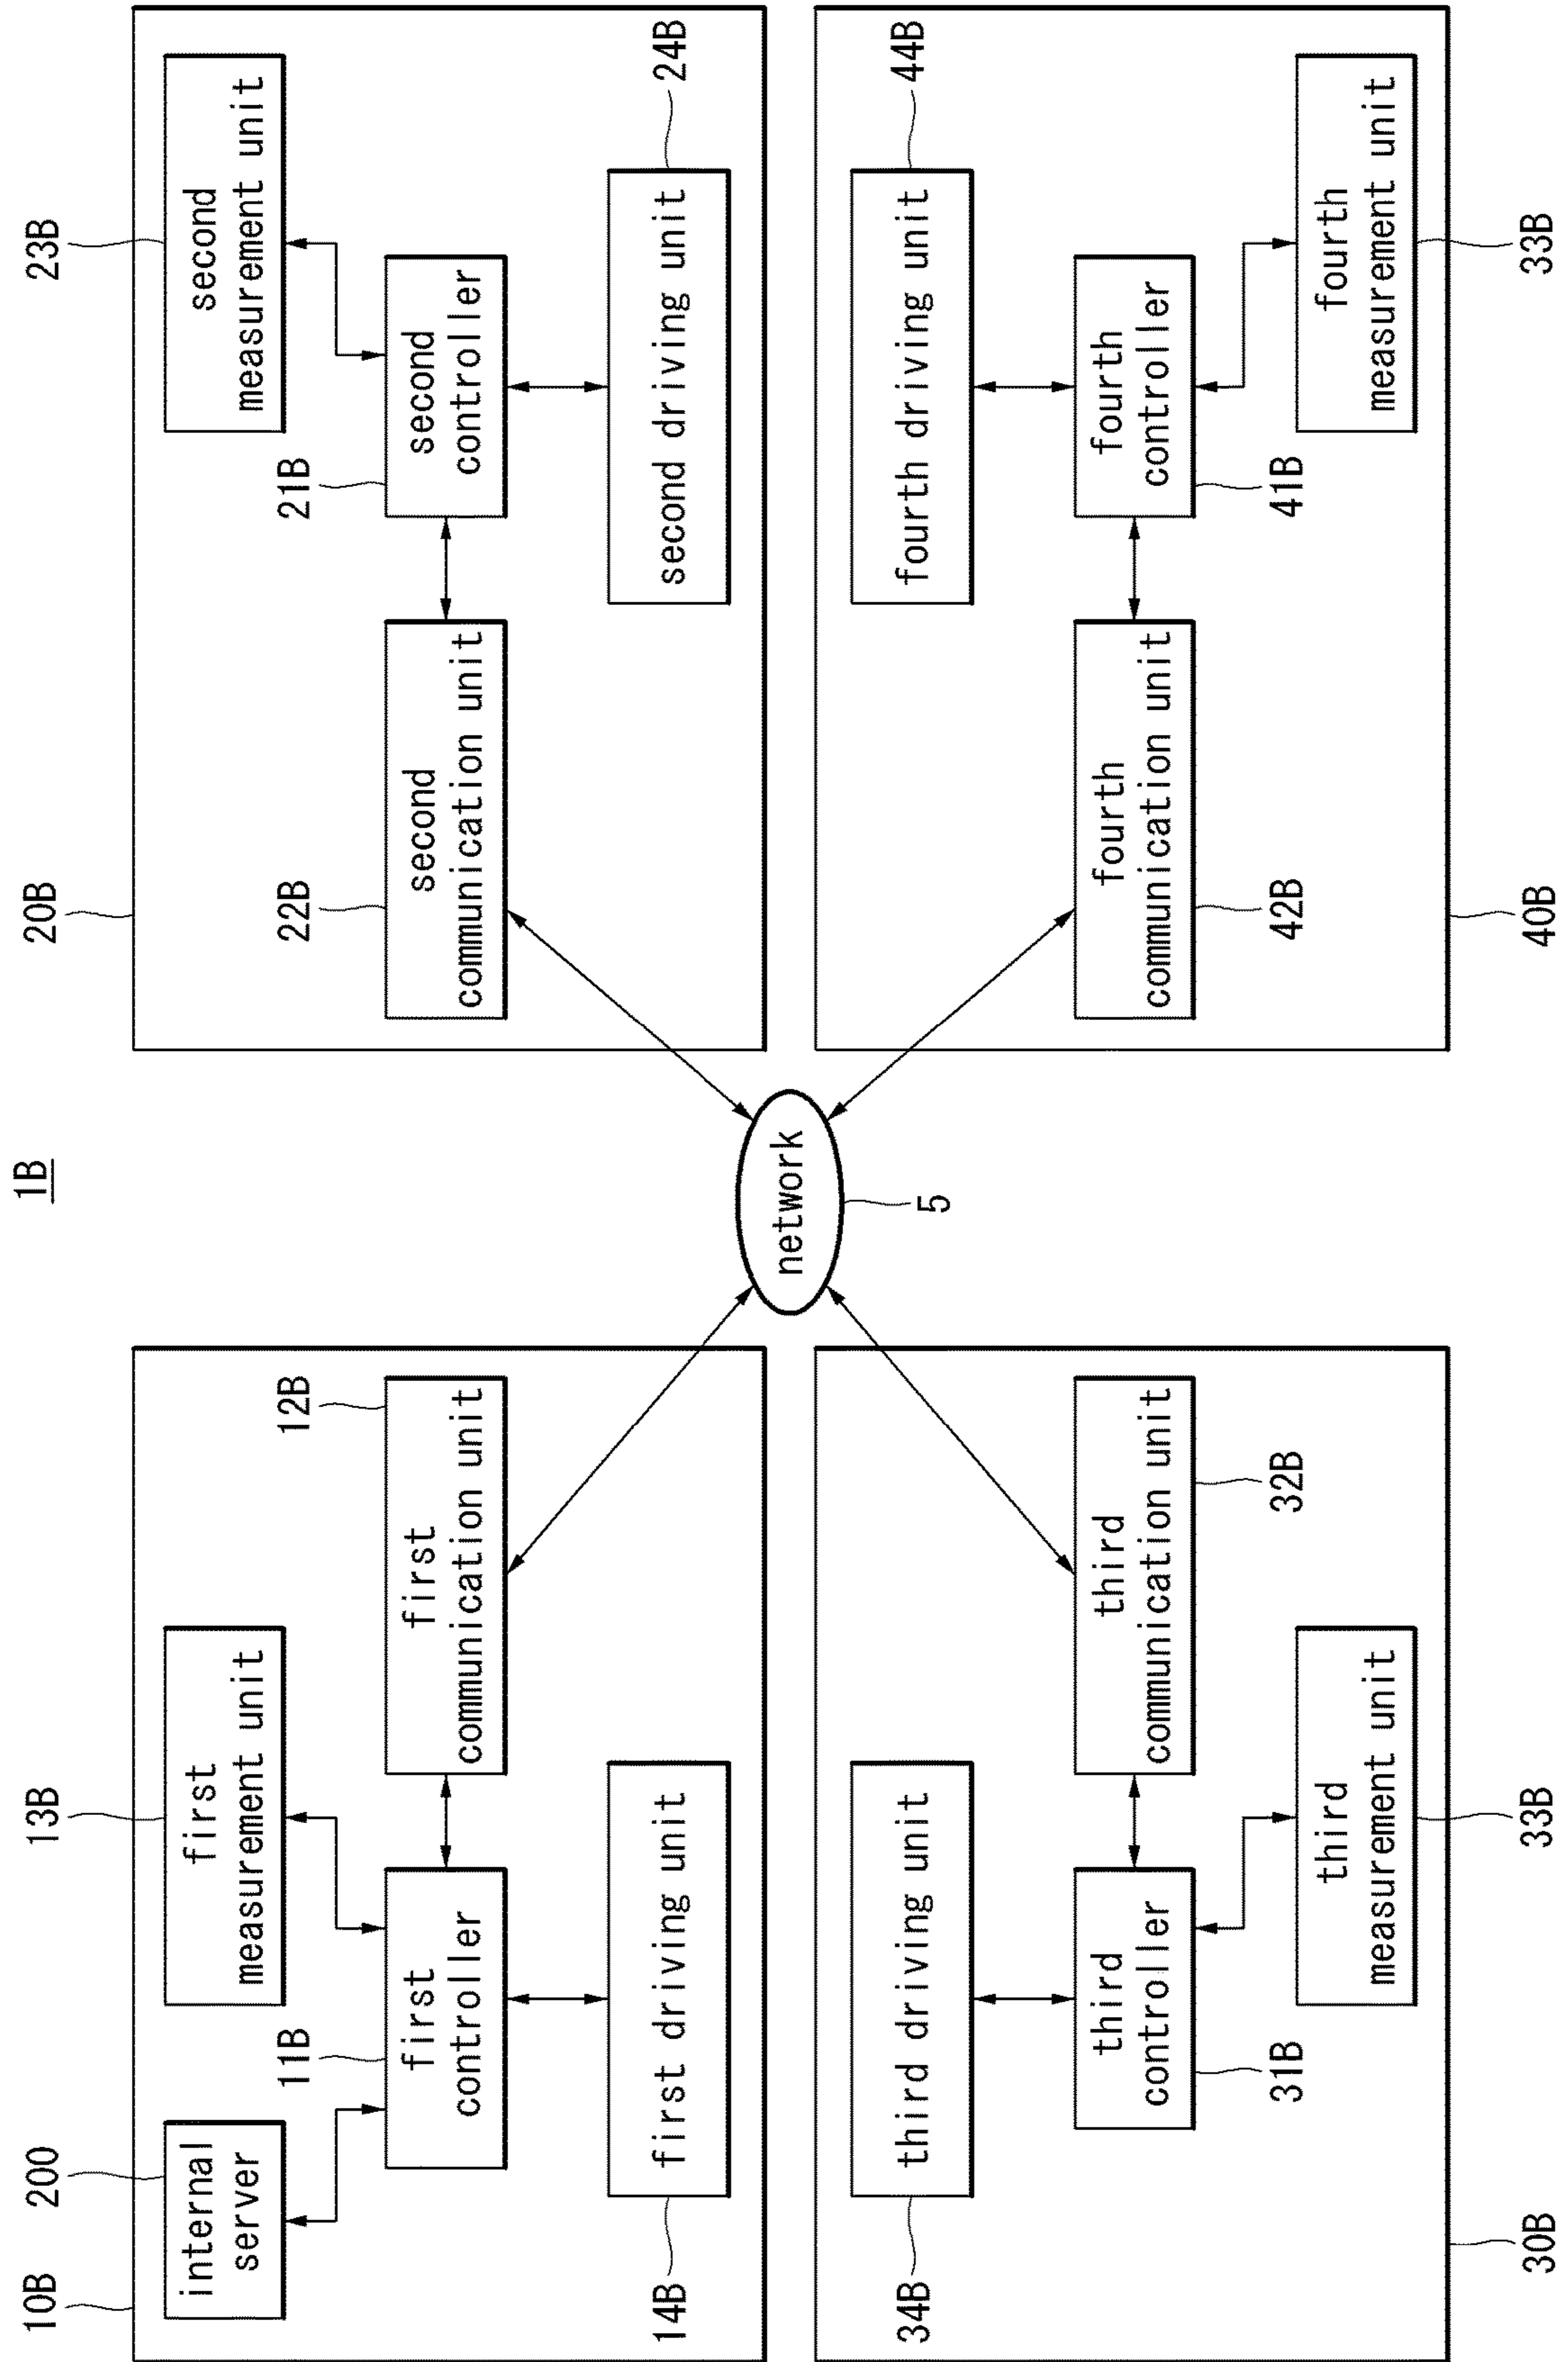 1B
10B
200
13B
20B
23B
internal
server
first
measurement unit
second
measurement unit
11B
12B
22B
21B
first
controller
first
communication unit
second
communication unit
second
controller
14B
first driving unit
second driving unit
24B
network
5
34B
third driving unit
fourth driving unit
44B
third
controller
third
communication unit
fourth
communication unit
fourth
controller
31B
32B
42B
41B
third
measurement unit
fourth
measurement unit
30B
33B
40B
33B